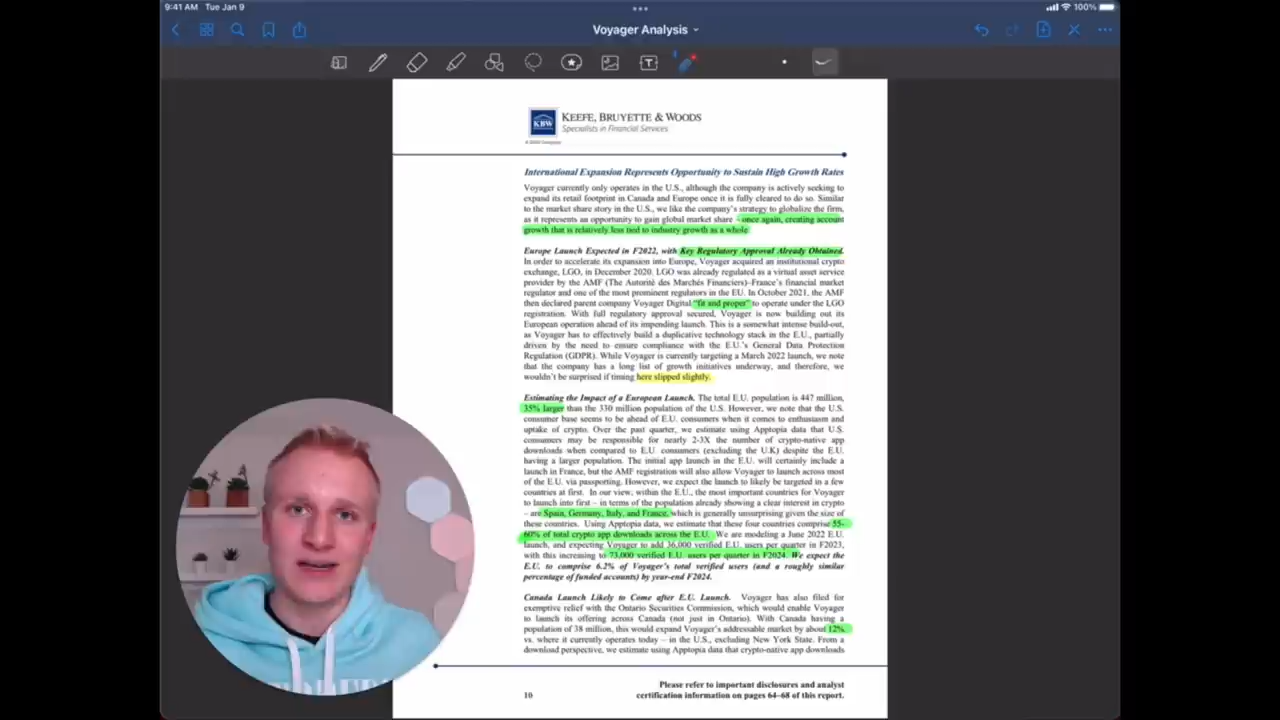 9:41 AM Tue Jan 9
100%
Voyager Analysis
KBW
KEEFE, BRUYETTE & WOODS
Specialists in Financial Services
International Expansion Represents Opportunity to Sustain High Growth Rates
Voyager currently only operates in the U.S., although the company is actively seeking to
expand its retail footprint in Canada and Europe once it is fully cleared to do so. Similar
to the market share story in the U.S., we like the company's strategy to globalize the firm,
as it represents an opportunity to gain global market share – once again, creating account
growth that is relatively less tied to industry growth as a whole
Europe Launch Expected in F2022, with Key Regulatory Approval Already Obtained.
In order to accelerate its expansion into Europe, Voyager acquired an institutional crypto
exchange, LGO, in December 2020. LGO was already regulated as a virtual asset service
provider by the AMF (The Autorité des Marchés Financiers)–France's financial market
regulator and one of the most prominent regulators in the EU. In October 2021, the AMF
then declared parent company Voyager Digital "fit and proper" to operate under the LGO
registration. With full regulatory approval secured, Voyager is now building out its
European operation ahead of its impending launch. This is a somewhat intense build-out,
as Voyager has to effectively build a duplicative technology stack in the E.U., partially
driven by the need to ensure compliance with the E.U.'s General Data Protection
Regulation (GDPR). While Voyager is currently targeting a March 2022 launch, we note
that the company has a long list of growth initiatives underway, and therefore, we
wouldn't be surprised if timing here slipped slightly.
Estimating the Impact of a European Launch. The total E.U. population is 447 million,
35% larger than the 330 million population of the U.S. However, we note that the U.S.
consumer base seems to be ahead of E.U. consumers when it comes to enthusiasm and
uptake of crypto. Over the past quarter, we estimate using Apptopia data that U.S.
consumers may be responsible for nearly 2-3X the number of crypto-native app
downloads when compared to E.U. consumers (excluding the U.K) despite the E.U.
having a larger population. The initial app launch in the E.U. will certainly include a
launch in France, but the AMF registration will also allow Voyager to launch across most
of the E.U. via passporting. However, we expect the launch to likely be targeted in a few
countries at first. In our view, within the E.U., the most important countries for Voyager
to launch into first – in terms of the population already showing a clear interest in crypto
– are Spain, Germany, Italy, and France, which is generally unsurprising given the size of
these countries. Using Apptopia data, we estimate that these four countries comprise 55-
60% of total crypto app downloads across the E.U. We are modeling a June 2022 E.U.
launch, and expecting Voyager to add 36,000 verified E.U. users per quarter in F2023,
with this increasing to 73,000 verified E.U. users per quarter in F2024. We expect the
E.U. to comprise 6.2% of Voyager's total verified users (and a roughly similar
percentage of funded accounts) by year-end F2024.
Canada Launch Likely to Come after E.U. Launch. Voyager has also filed for
exemptive relief with the Ontario Securities Commission, which would enable Voyager
to launch its offering across Canada (not just in Ontario). With Canada having a
population of 38 million, this would expand Voyager's addressable market by about 12%
vs. where it currently operates today – in the U.S., excluding New York State. From a
download perspective, we estimate using Apptopia data that crypto-native app downloads
Please refer to important disclosures and analyst
10
certification information on pages 64–68 of this report.